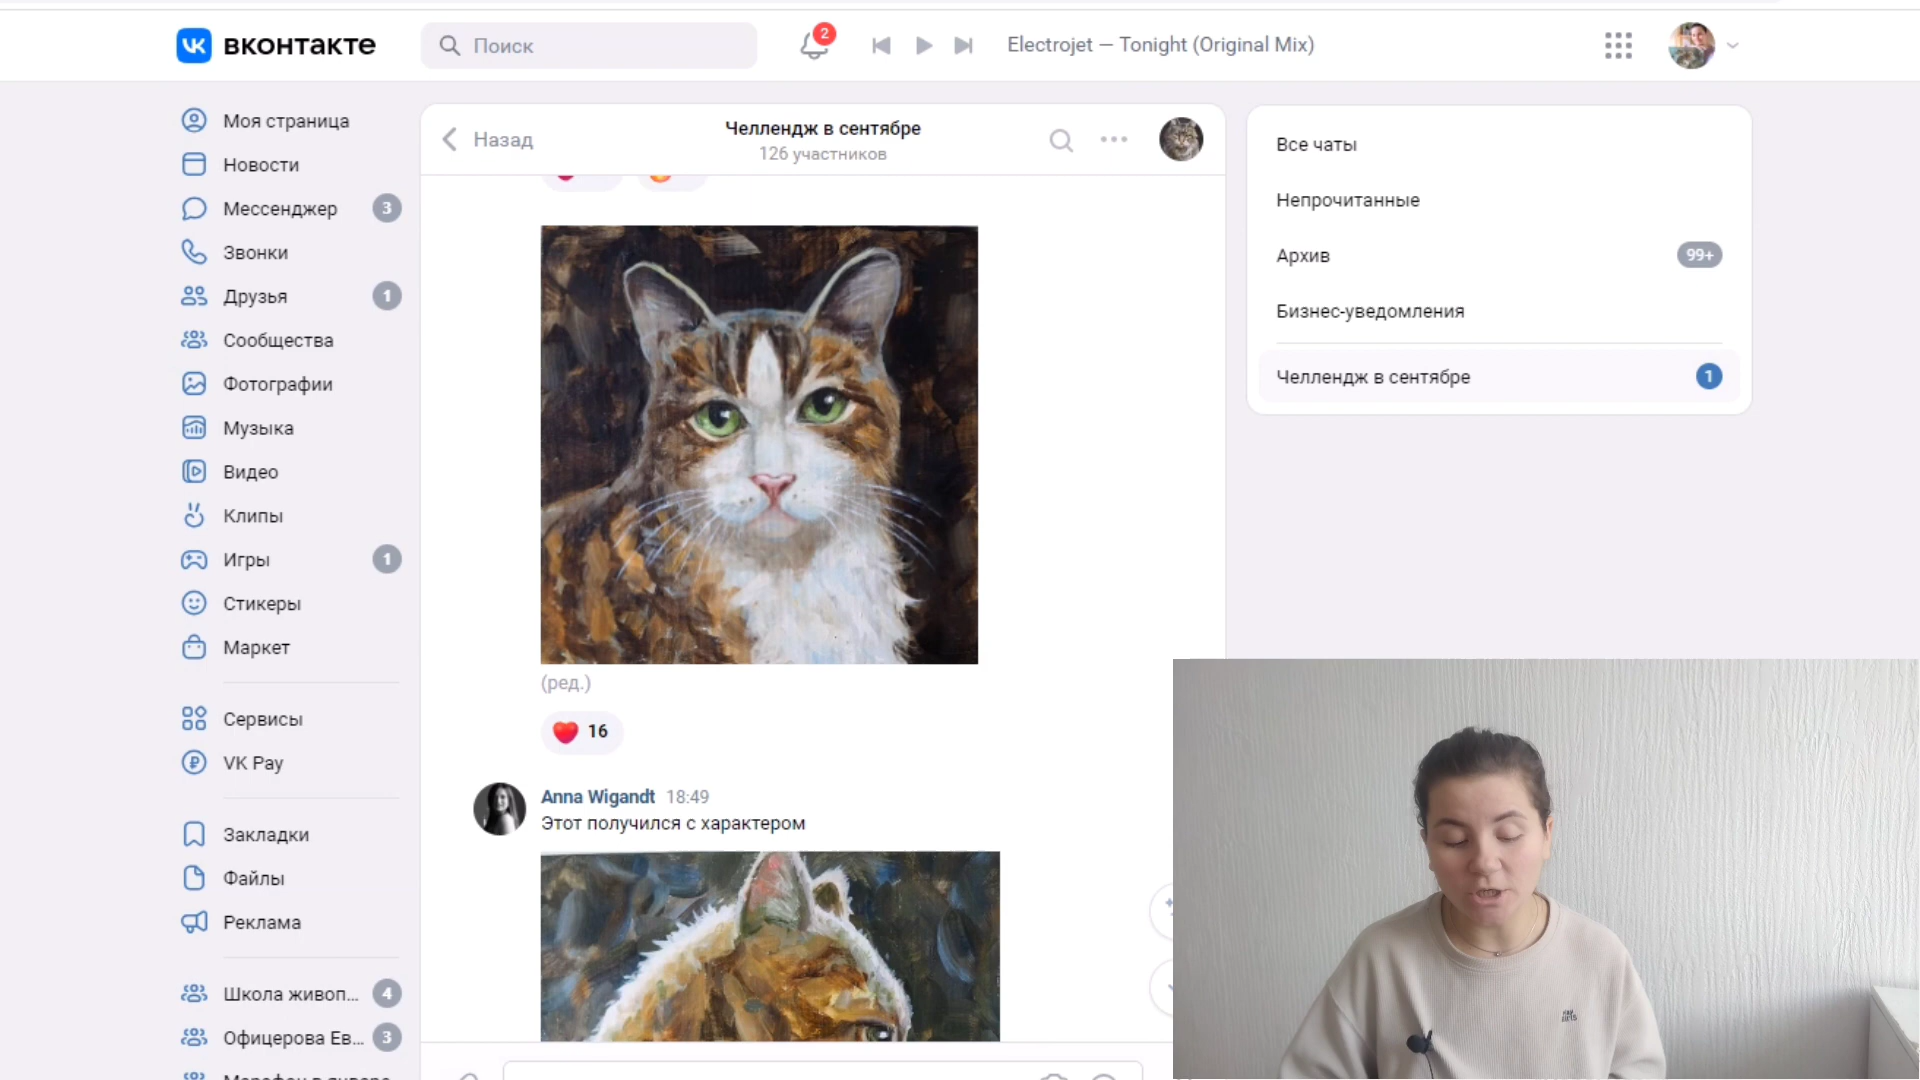 вконтакте
Поиск
2
Electrojet — Tonight (Original Mix)
Моя страница
Новости
Мессенджер 3
Звонки
Друзья 1
Сообщества
Фотографии
Музыка
Видео
Клипы
Игры 1
Стикеры
Маркет
Сервисы
VK Pay
Закладки
Файлы
Реклама
Школа живоп... 4
Офицерова Ев... 3
Назад
Челлендж в сентябре
126 участников
(ред.)
16
Anna Wigandt 18:49
Этот получился с характером
Все чаты
Непрочитанные
Архив 99+
Бизнес-уведомления
Челлендж в сентябре 1